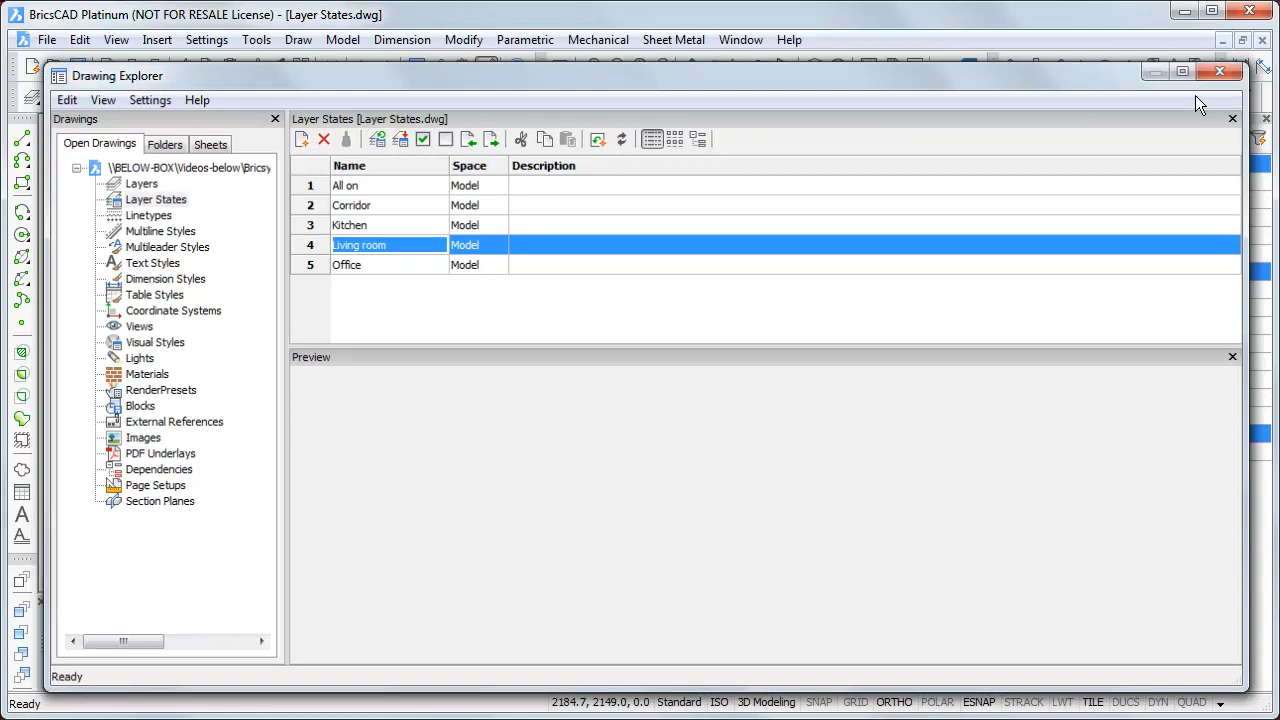 BricsCAD Platinum (NOT FOR RESALE License) - [Layer States.dwg]
File Edit View Insert Settings Tools Draw Model Dimension Modify Parametric Mechanical Sheet Metal Window Help
Drawing Explorer
Edit View Settings Help
Drawings
Layer States [Layer States.dwg]
Open Drawings Folders Sheets
\\BELOW-BOX\Videos-below\Bricsy
Layers
Layer States
Linetypes
Multiline Styles
Multileader Styles
Text Styles
Dimension Styles
Table Styles
Coordinate Systems
Views
Visual Styles
Lights
Materials
RenderPresets
Blocks
External References
Images
PDF Underlays
Dependencies
Page Setups
Section Planes
Name Space Description
1 All on Model
2 Corridor Model
3 Kitchen Model
4 Living room Model
5 Office Model
Preview
Ready
Ready
2184.7, 2149.0, 0.0 Standard ISO 3D Modeling SNAP GRID ORTHO POLAR ESNAP STRACK LWT TILE DUCS DYN QUAD